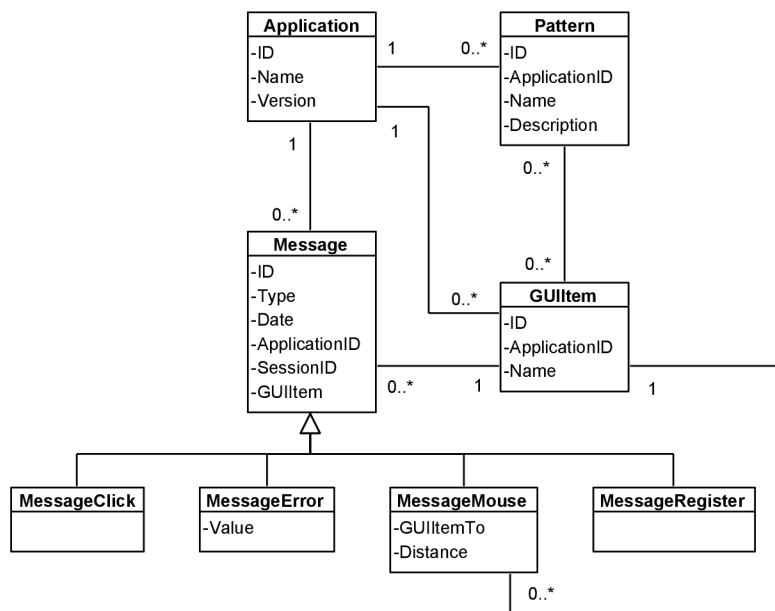 Application
-ID
-Name
-Version
Pattern
-ID
-ApplicationID
-Name
-Description
1
0..*
1
1
0..*
0..*
0..*
0..*
Message
-ID
-Type
-Date
-ApplicationID
-SessionID
-GUIItem
GUIItem
-ID
-ApplicationID
-Name
0..*
1
1
MessageClick
MessageError
-Value
MessageMouse
-GUIItemTo
-Distance
MessageRegister
0..*